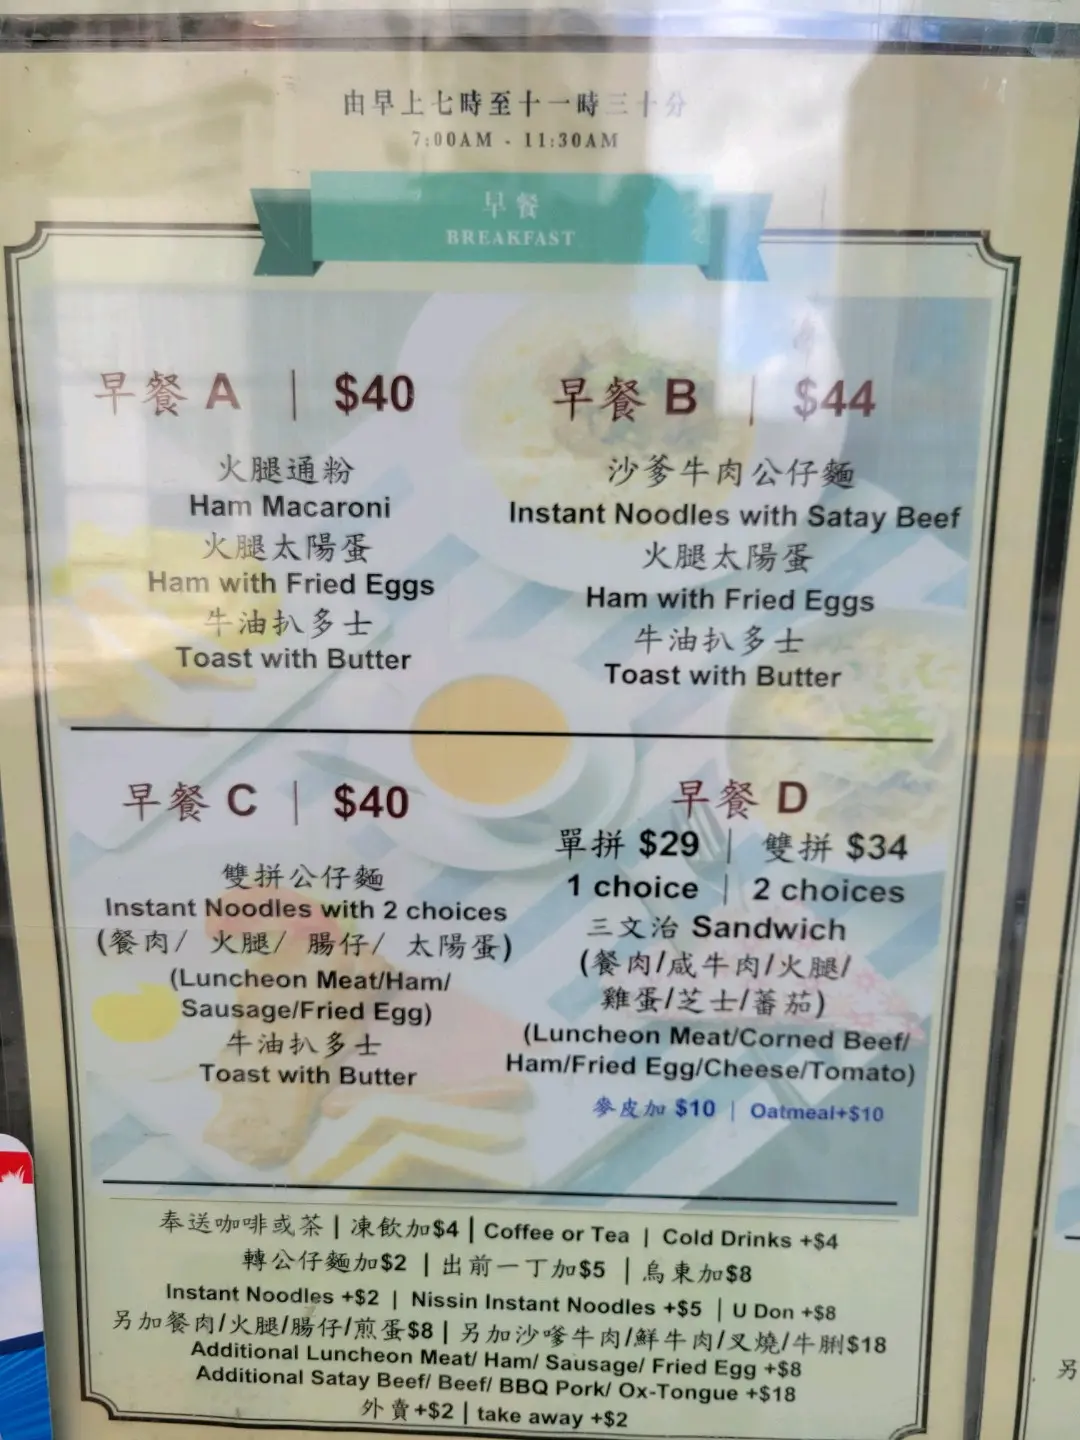 由早上七時至十一時三十分
7:00AM - 11:30AM
早餐
BREAKFAST
早餐 A | $40
火腿通粉
Ham Macaroni
火腿太陽蛋
Ham with Fried Eggs
牛油扒多士
Toast with Butter
早餐 B | $44
沙爹牛肉公仔麵
Instant Noodles with Satay Beef
火腿太陽蛋
Ham with Fried Eggs
牛油扒多士
Toast with Butter
早餐 C | $40
雙拼公仔麵
Instant Noodles with 2 choices
(餐肉/ 火腿/ 腸仔/ 太陽蛋)
(Luncheon Meat/Ham/
Sausage/Fried Egg)
牛油扒多士
Toast with Butter
早餐 D
單拼 $29 | 雙拼 $34
1 choice | 2 choices
三文治 Sandwich
(餐肉/咸牛肉/火腿/
雞蛋/芝士/蕃茄)
(Luncheon Meat/Corned Beef/
Ham/Fried Egg/Cheese/Tomato)
麥皮加 $10 | Oatmeal+$10
奉送咖啡或茶 | 凍飲加$4 | Coffee or Tea | Cold Drinks +$4
轉公仔麵加$2 | 出前一丁加$5 | 烏東加$8
Instant Noodles +$2 | Nissin Instant Noodles +$5 | U Don +$8
另加餐肉/火腿/腸仔/煎蛋$8 | 另加沙嗲牛肉/鮮牛肉/叉燒/牛脷$18
Additional Luncheon Meat/ Ham/ Sausage/ Fried Egg +$8
Additional Satay Beef/ Beef/ BBQ Pork/ Ox-Tongue +$18
外賣+$2 | take away +$2
另